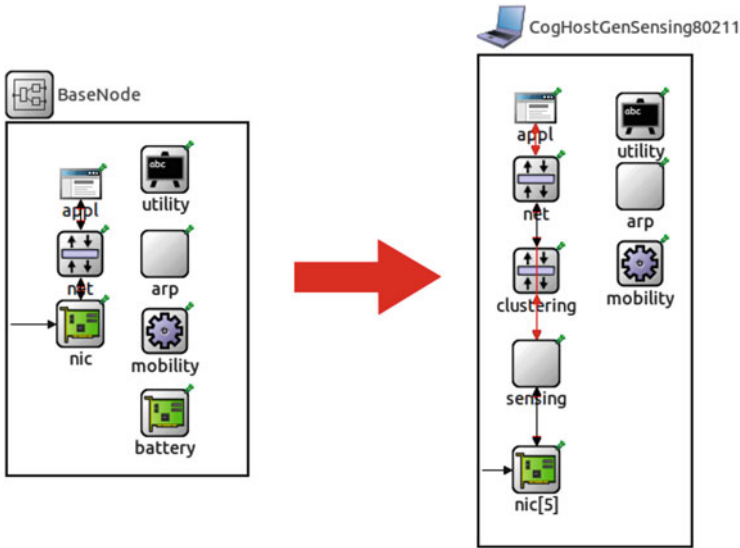 BaseNode
appl
net
nic
abc
utility
arp
mobility
battery
CogHostGenSensing80211
appl
net
clustering
sensing
nic[5]
abc
utility
arp
mobility